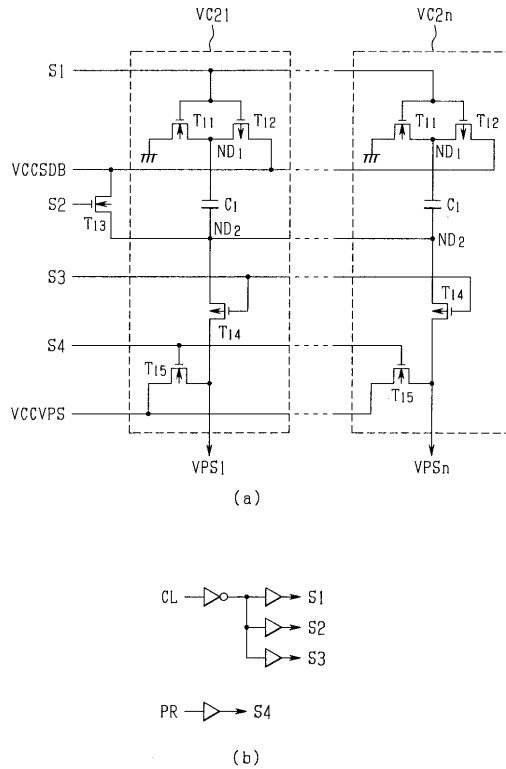 VC21 VC2n
S1
T11 T12 T11 T12
ND1 ND1
VCCSDB
S2 C1 C1
T13
ND2 ND2
S3
T14 T14
S4
T15 T15
VCCVPS
VPS1 VPSn
(a)
CL S1
S2
S3
PR S4
(b)